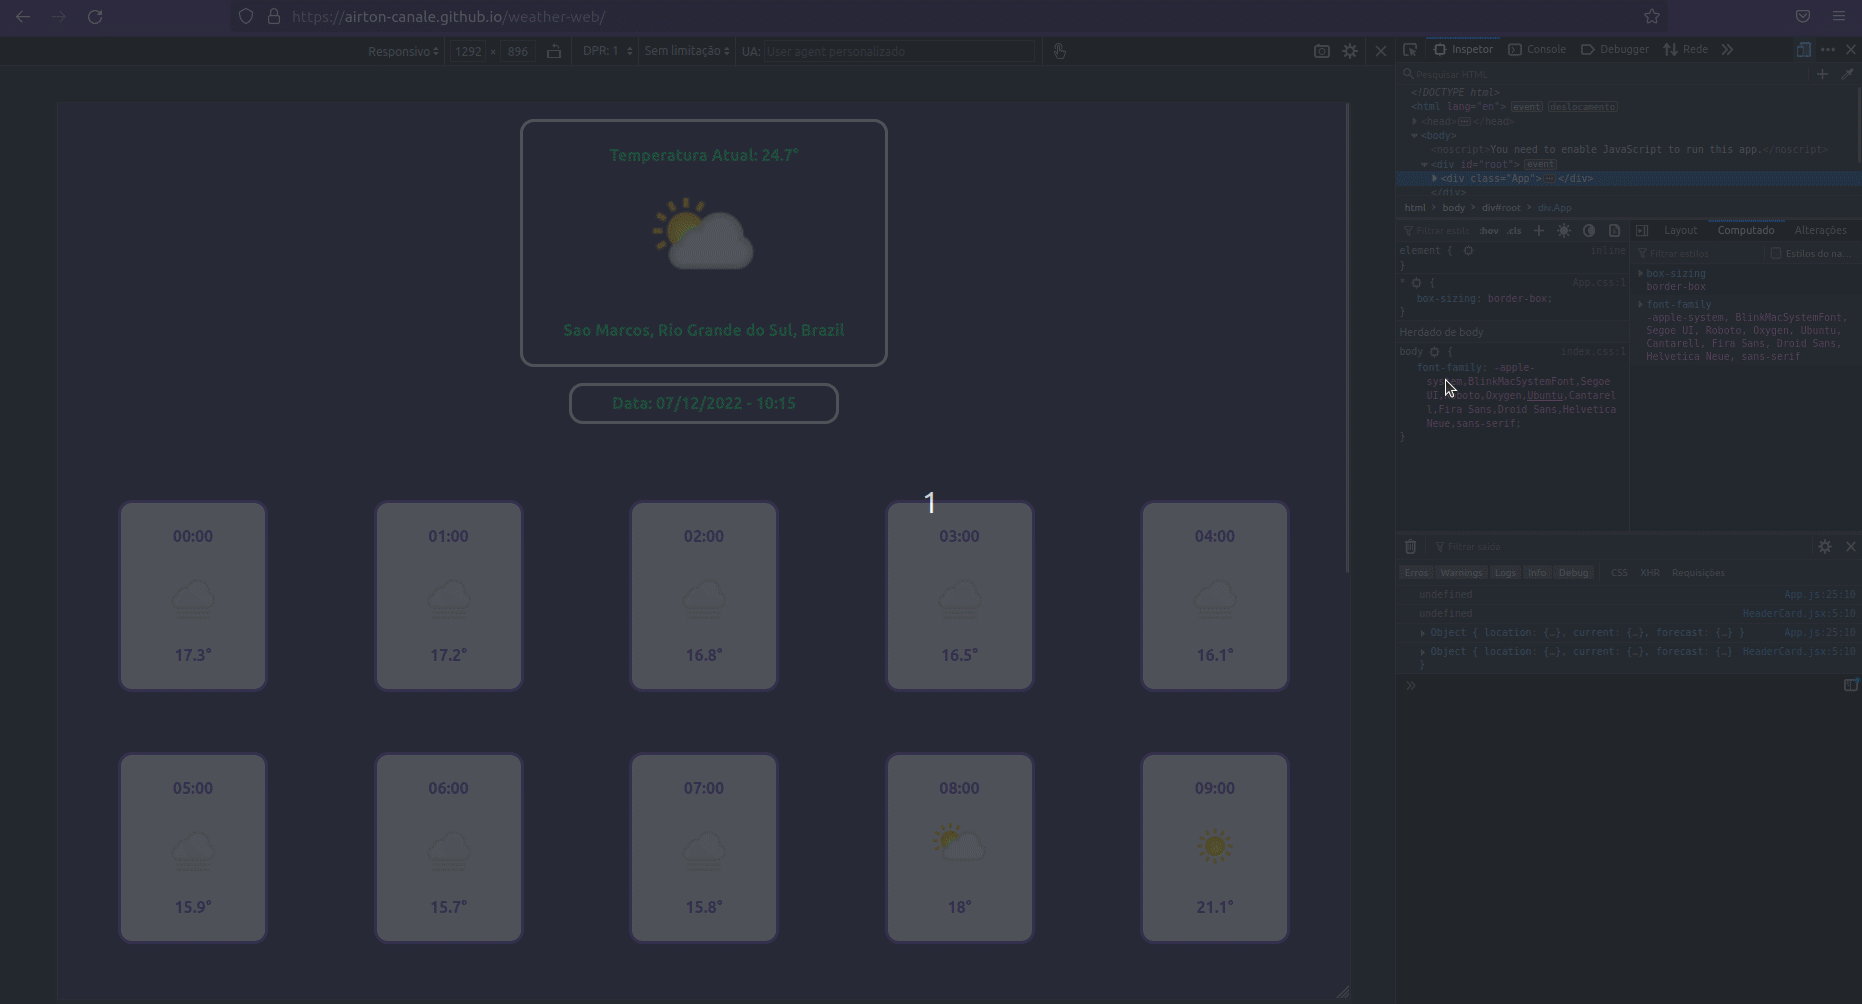 https://airton-canale.github.io/weather-web/
Responsivo 1292 × 896 DPR: 1 Sem limitação UA: User agent personalizado
Inspetor Console Debugger Rede
Pesquisar HTML
<!DOCTYPE html>
<html lang="en"> event deslocamento
<head> </head>
<body>
<noscript>You need to enable JavaScript to run this app.</noscript>
<div id="root"> event
<div class="App"> </div>
</div>
html body div#root div.App
Filtrar estilo :hov .cls
Layout Computado Alterações
element { inline
}
* { App.css:1
box-sizing: border-box;
}
Herdado de body
body { index.css:1
font-family: -apple-
system,BlinkMacSystemFont,Segoe
UI,Roboto,Oxygen,Ubuntu,Cantarel
l,Fira Sans,Droid Sans,Helvetica
Neue,sans-serif;
}
Filtrar estilos Estilos do na...
box-sizing
border-box
font-family
-apple-system, BlinkMacSystemFont,
Segoe UI, Roboto, Oxygen, Ubuntu,
Cantarell, Fira Sans, Droid Sans,
Helvetica Neue, sans-serif
Filtrar saída
Erros Warnings Logs Info Debug CSS XHR Requisições
undefined App.js:25:10
undefined HeaderCard.jsx:5:10
Object { location: {…}, current: {…}, forecast: {…} } App.js:25:10
Object { location: {…}, current: {…}, forecast: {…} HeaderCard.jsx:5:10
}
Temperatura Atual: 24.7°
Sao Marcos, Rio Grande do Sul, Brazil
Data: 07/12/2022 - 10:15
1
00:00 01:00 02:00 03:00 04:00
17.3° 17.2° 16.8° 16.5° 16.1°
05:00 06:00 07:00 08:00 09:00
15.9° 15.7° 15.8° 18° 21.1°